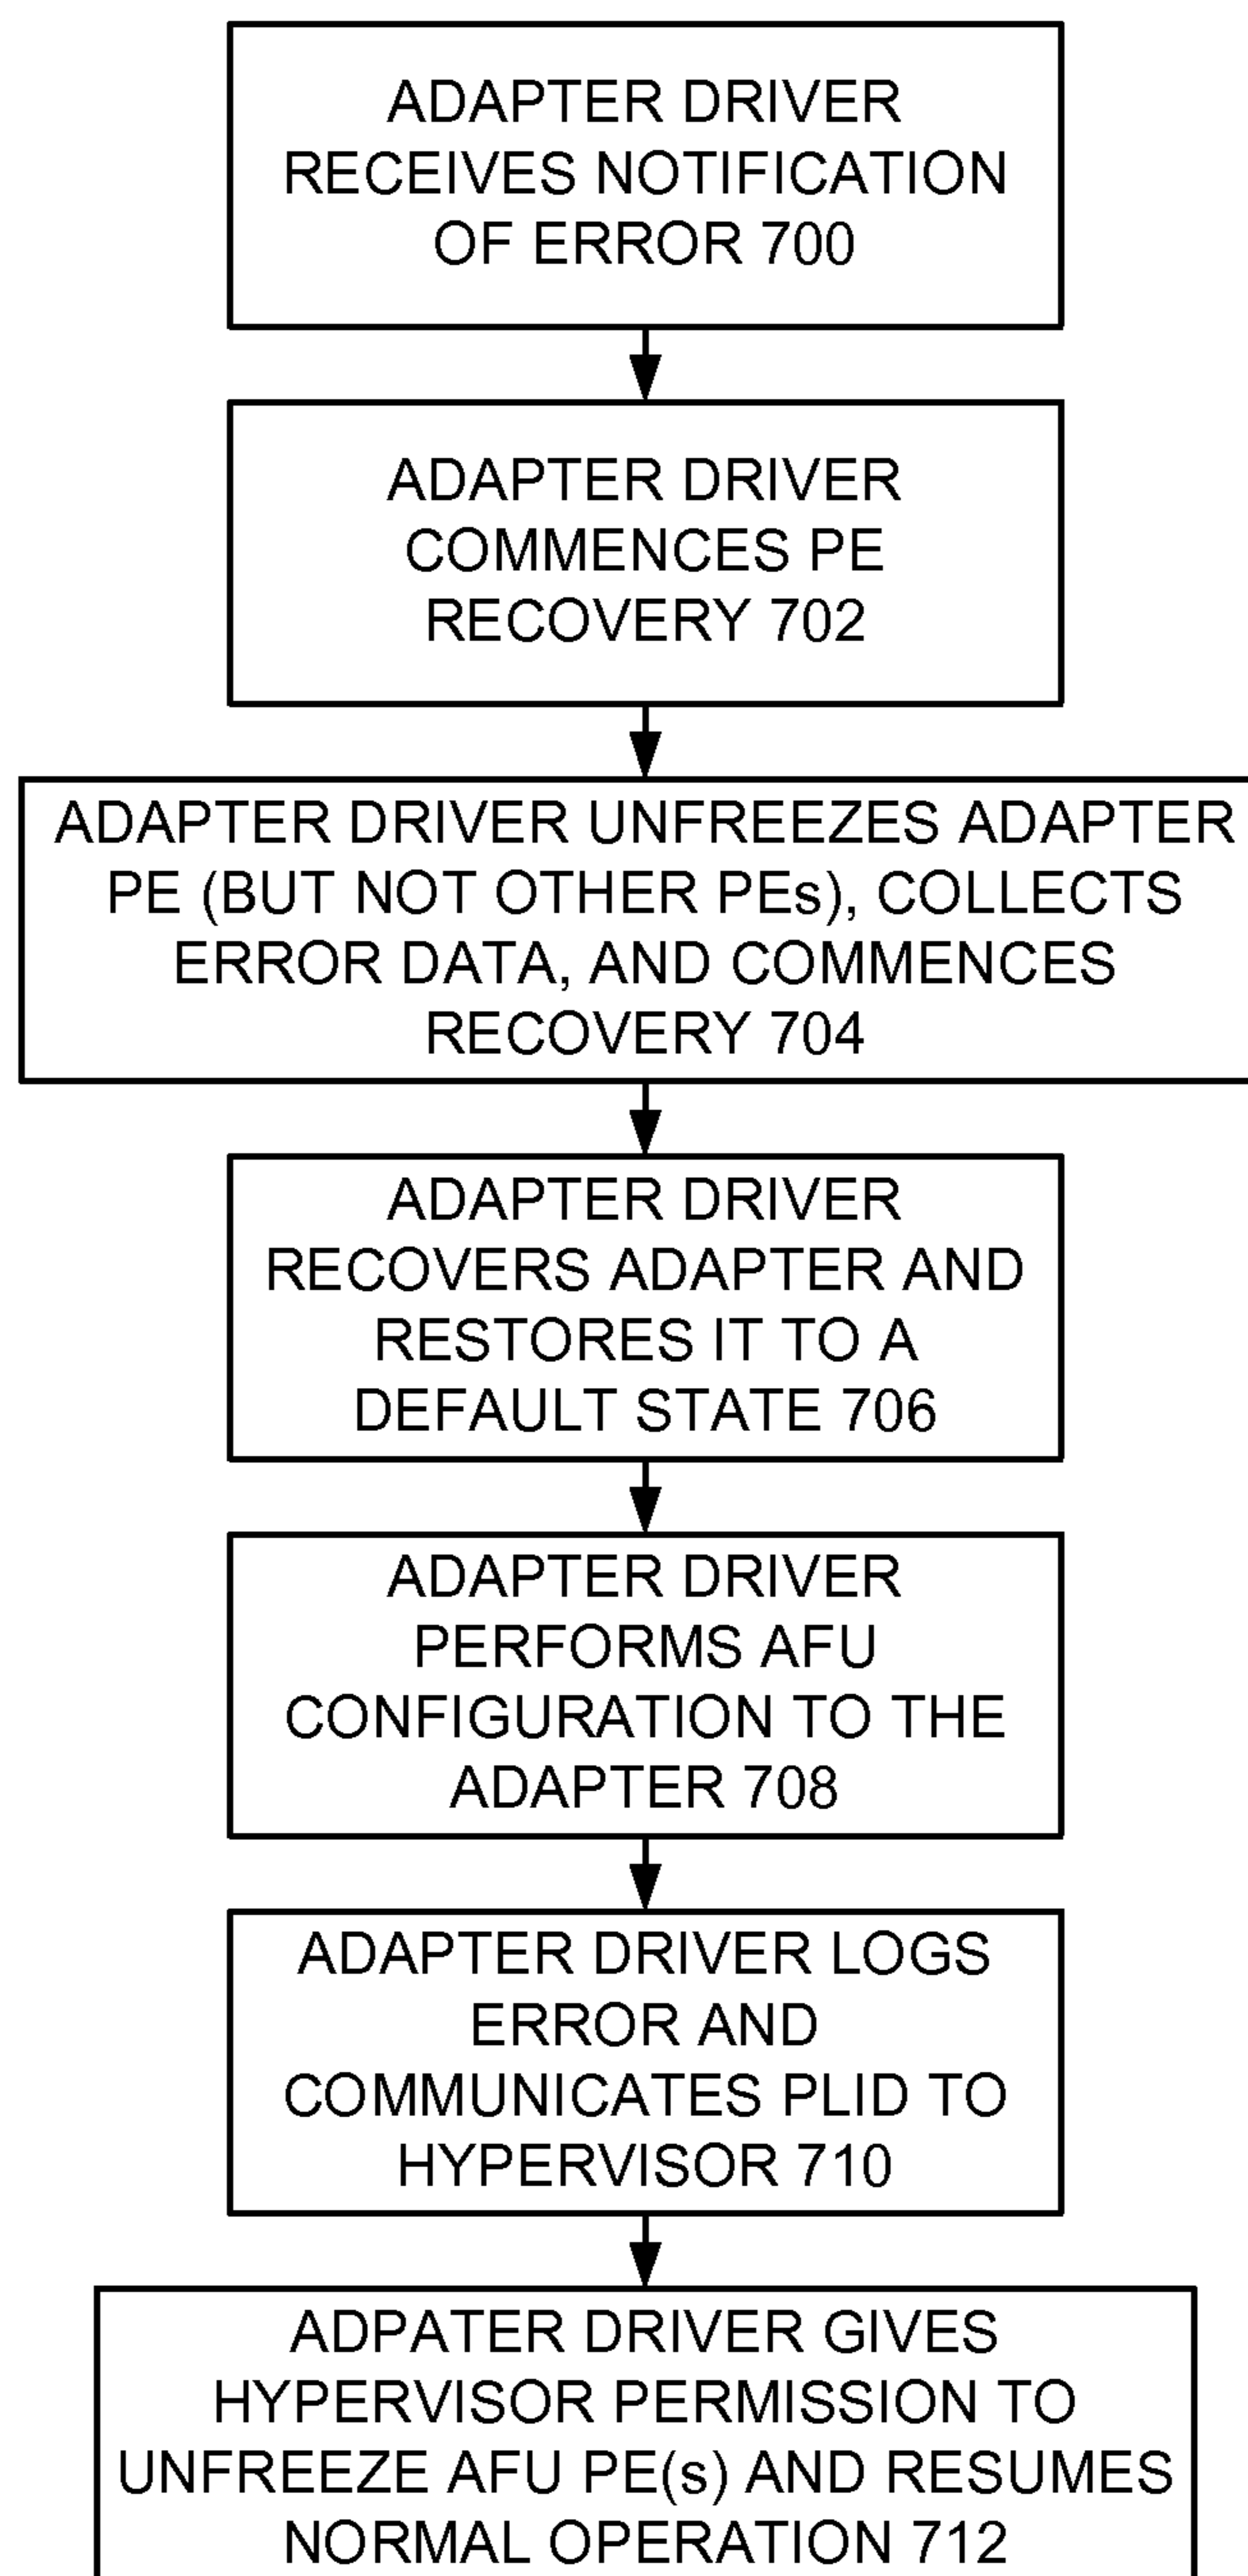 ADAPTER DRIVER
RECEIVES NOTIFICATION
OF ERROR 700
ADAPTER DRIVER
COMMENCES PE
RECOVERY 702
ADAPTER DRIVER UNFREEZES ADAPTER
PE (BUT NOT OTHER PEs), COLLECTS
ERROR DATA, AND COMMENCES
RECOVERY 704
ADAPTER DRIVER
RECOVERS ADAPTER AND
RESTORES IT TO A
DEFAULT STATE 706
ADAPTER DRIVER
PERFORMS AFU
CONFIGURATION TO THE
ADAPTER 708
ADAPTER DRIVER LOGS
ERROR AND
COMMUNICATES PLID TO
HYPERVISOR 710
ADPATER DRIVER GIVES
HYPERVISOR PERMISSION TO
UNFREEZE AFU PE(s) AND RESUMES
NORMAL OPERATION 712